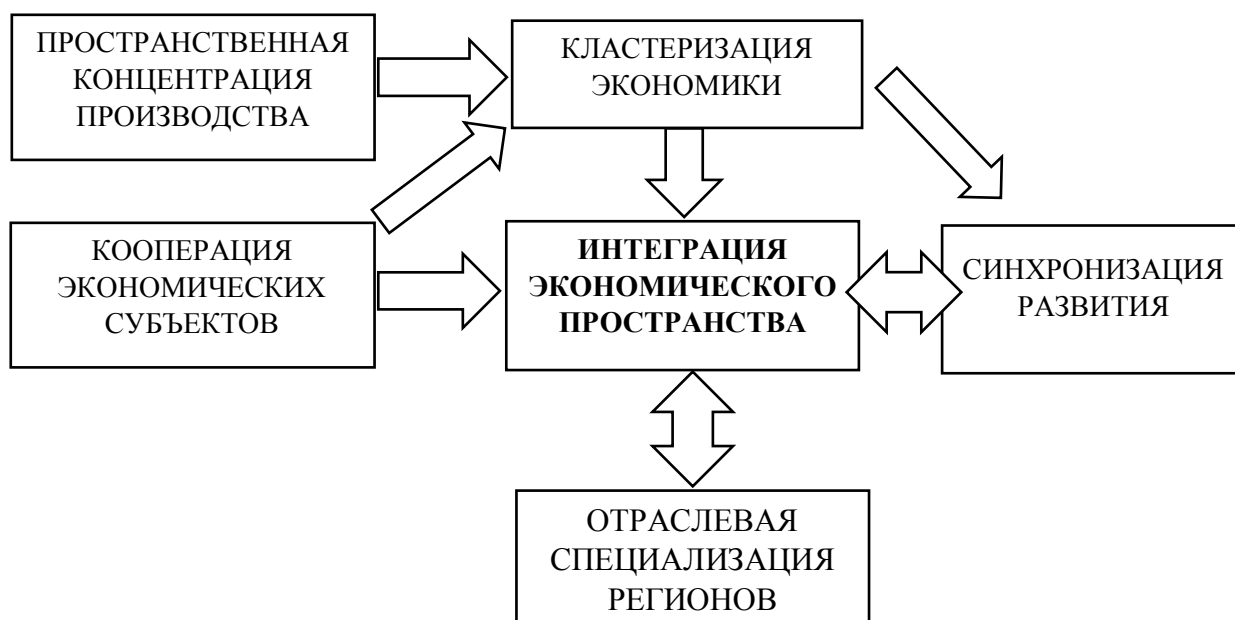 ПРОСТРАНСТВЕННАЯ
КОНЦЕНТРАЦИЯ
ПРОИЗВОДСТВА
КЛАСТЕРИЗАЦИЯ
ЭКОНОМИКИ
КООПЕРАЦИЯ
ЭКОНОМИЧЕСКИХ
СУБЪЕКТОВ
ИНТЕГРАЦИЯ
ЭКОНОМИЧЕСКОГО
ПРОСТРАНСТВА
СИНХРОНИЗАЦИЯ
РАЗВИТИЯ
ОТРАСЛЕВАЯ
СПЕЦИАЛИЗАЦИЯ
РЕГИОНОВ